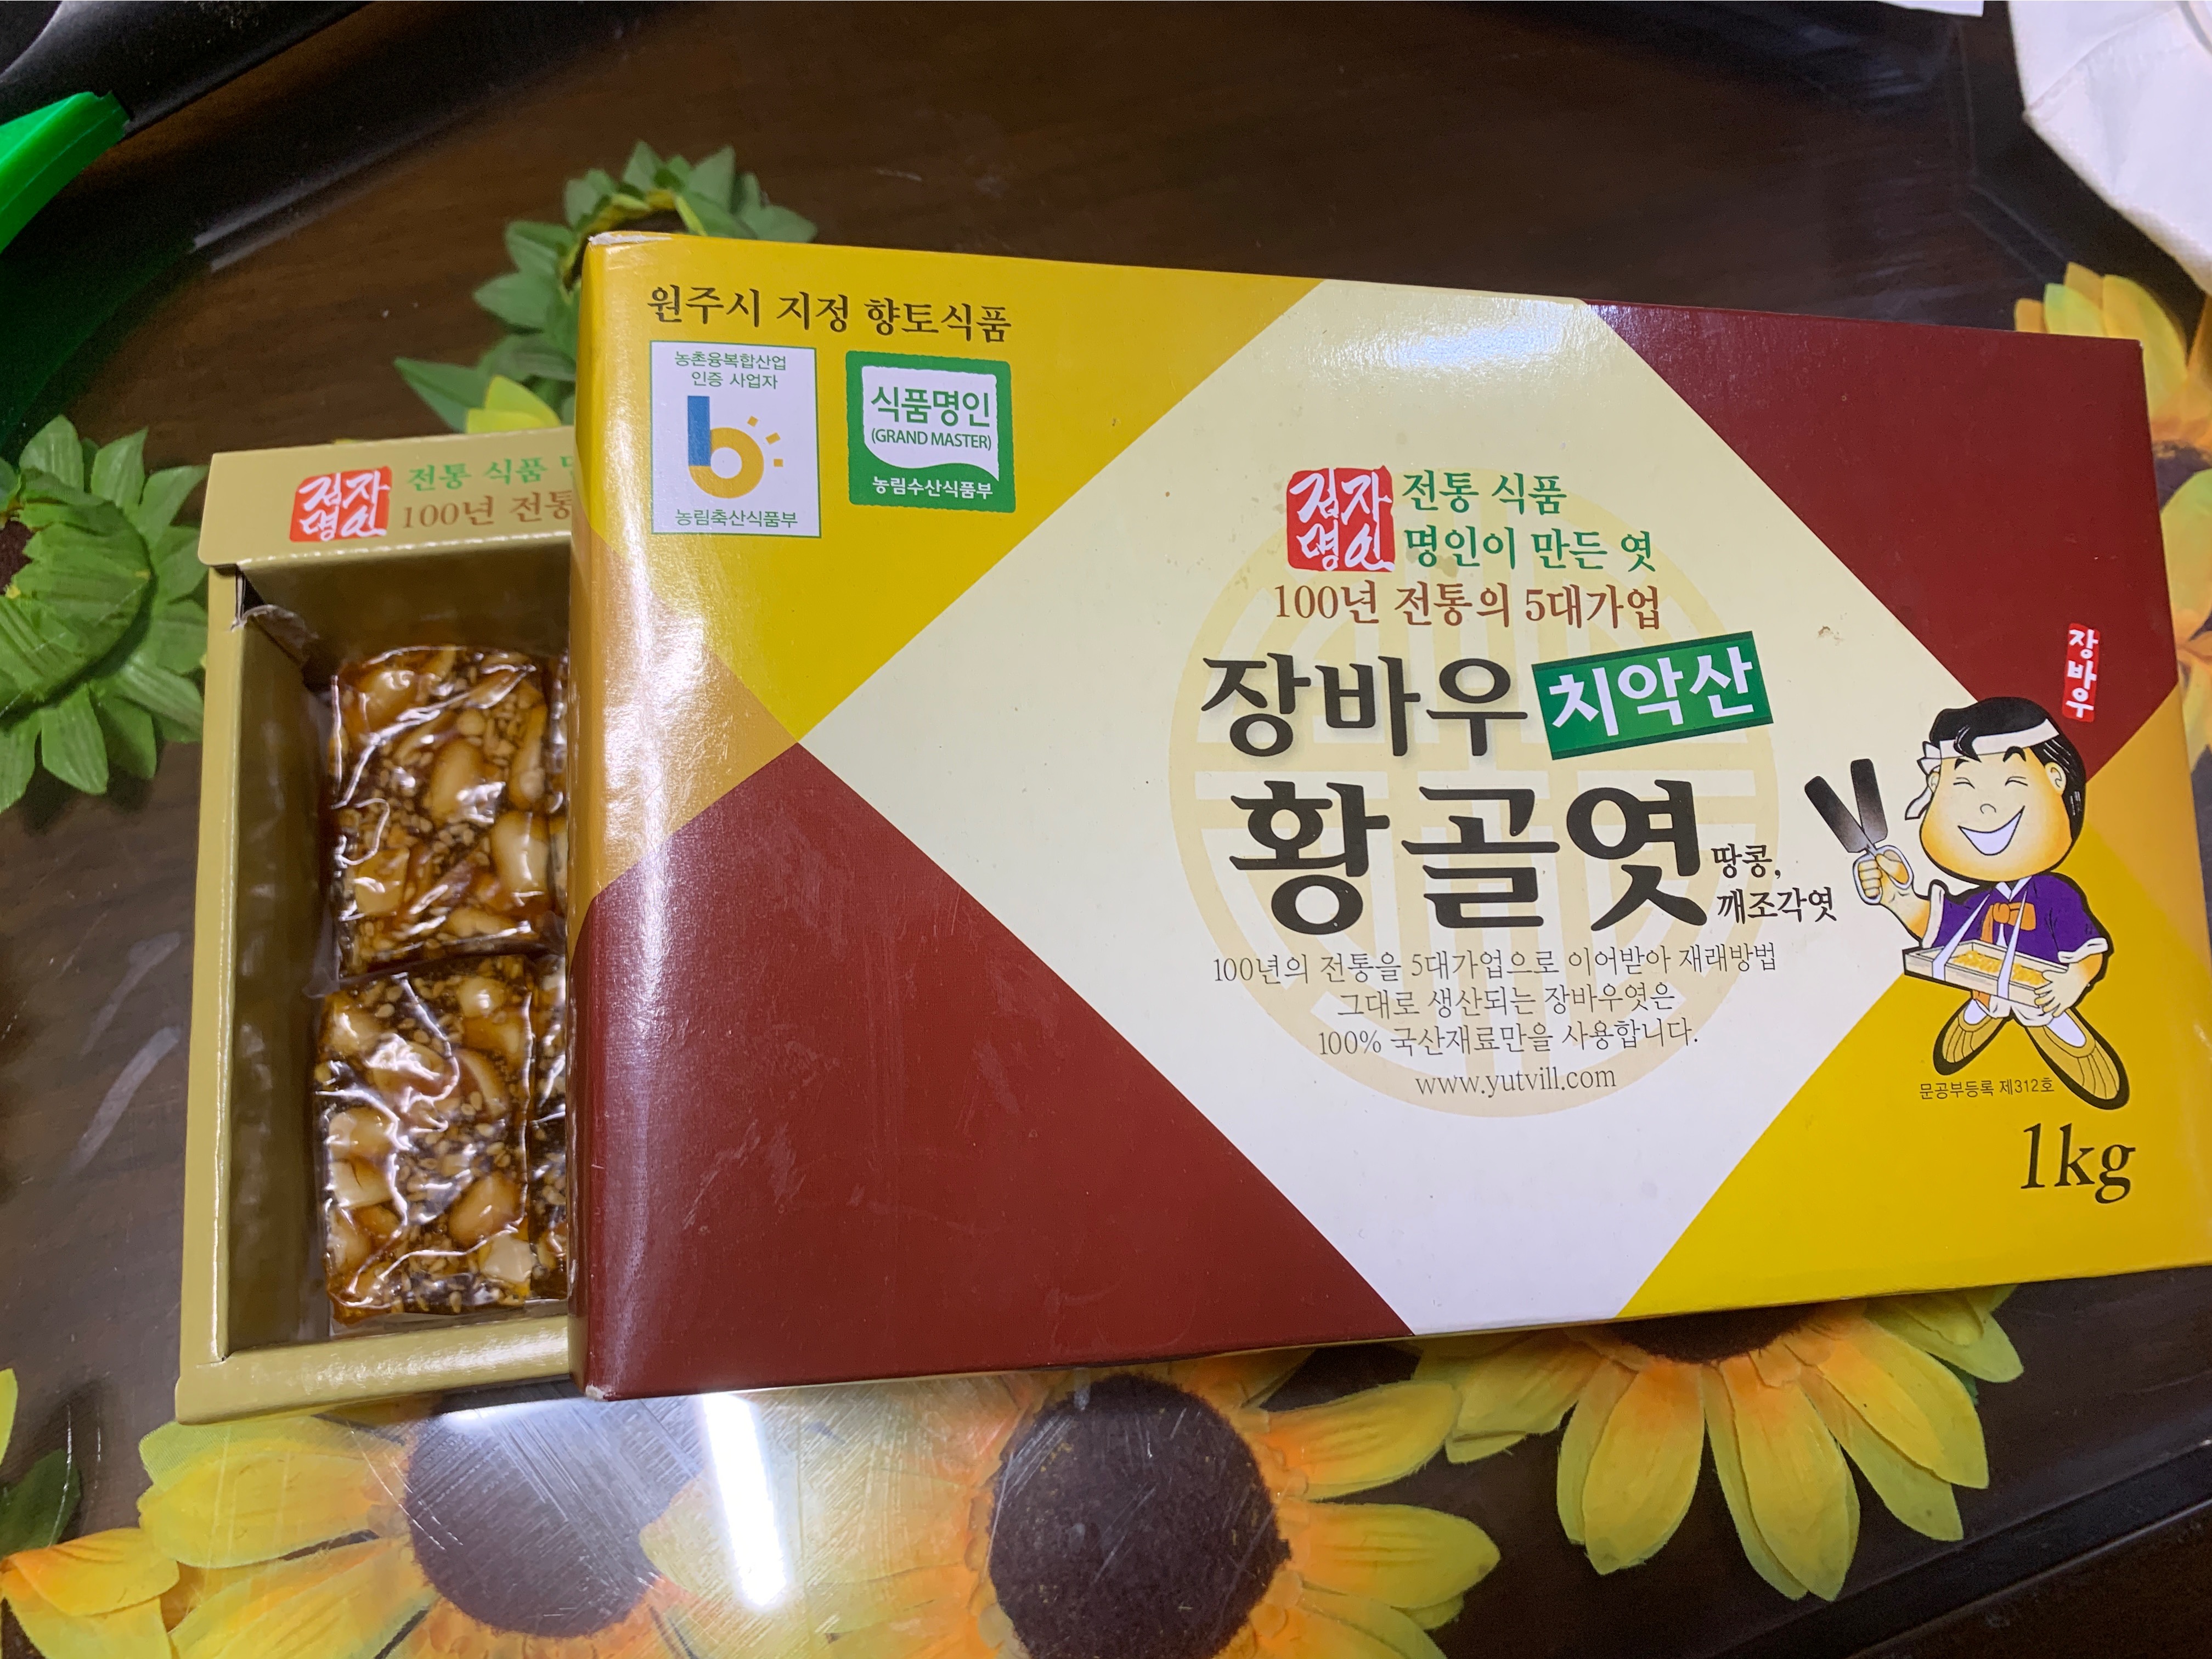 원주시 지정 향토식품
농촌융복합산업
인증 사업자
농림축산식품부
식품명인
(GRAND MASTER)
농림수산식품부
전통 식품
100년 전통
전통 식품
명인이 만든 엿
100년 전통의 5대가업
장바우 치악산
황골엿
땅콩,
깨조각엿
100년의 전통을 5대가업으로 이어받아 재래방법
그대로 생산되는 장바우엿은
100% 국산재료만을 사용합니다.
www.yutvill.com
장바우
문공부등록 제312호
1kg